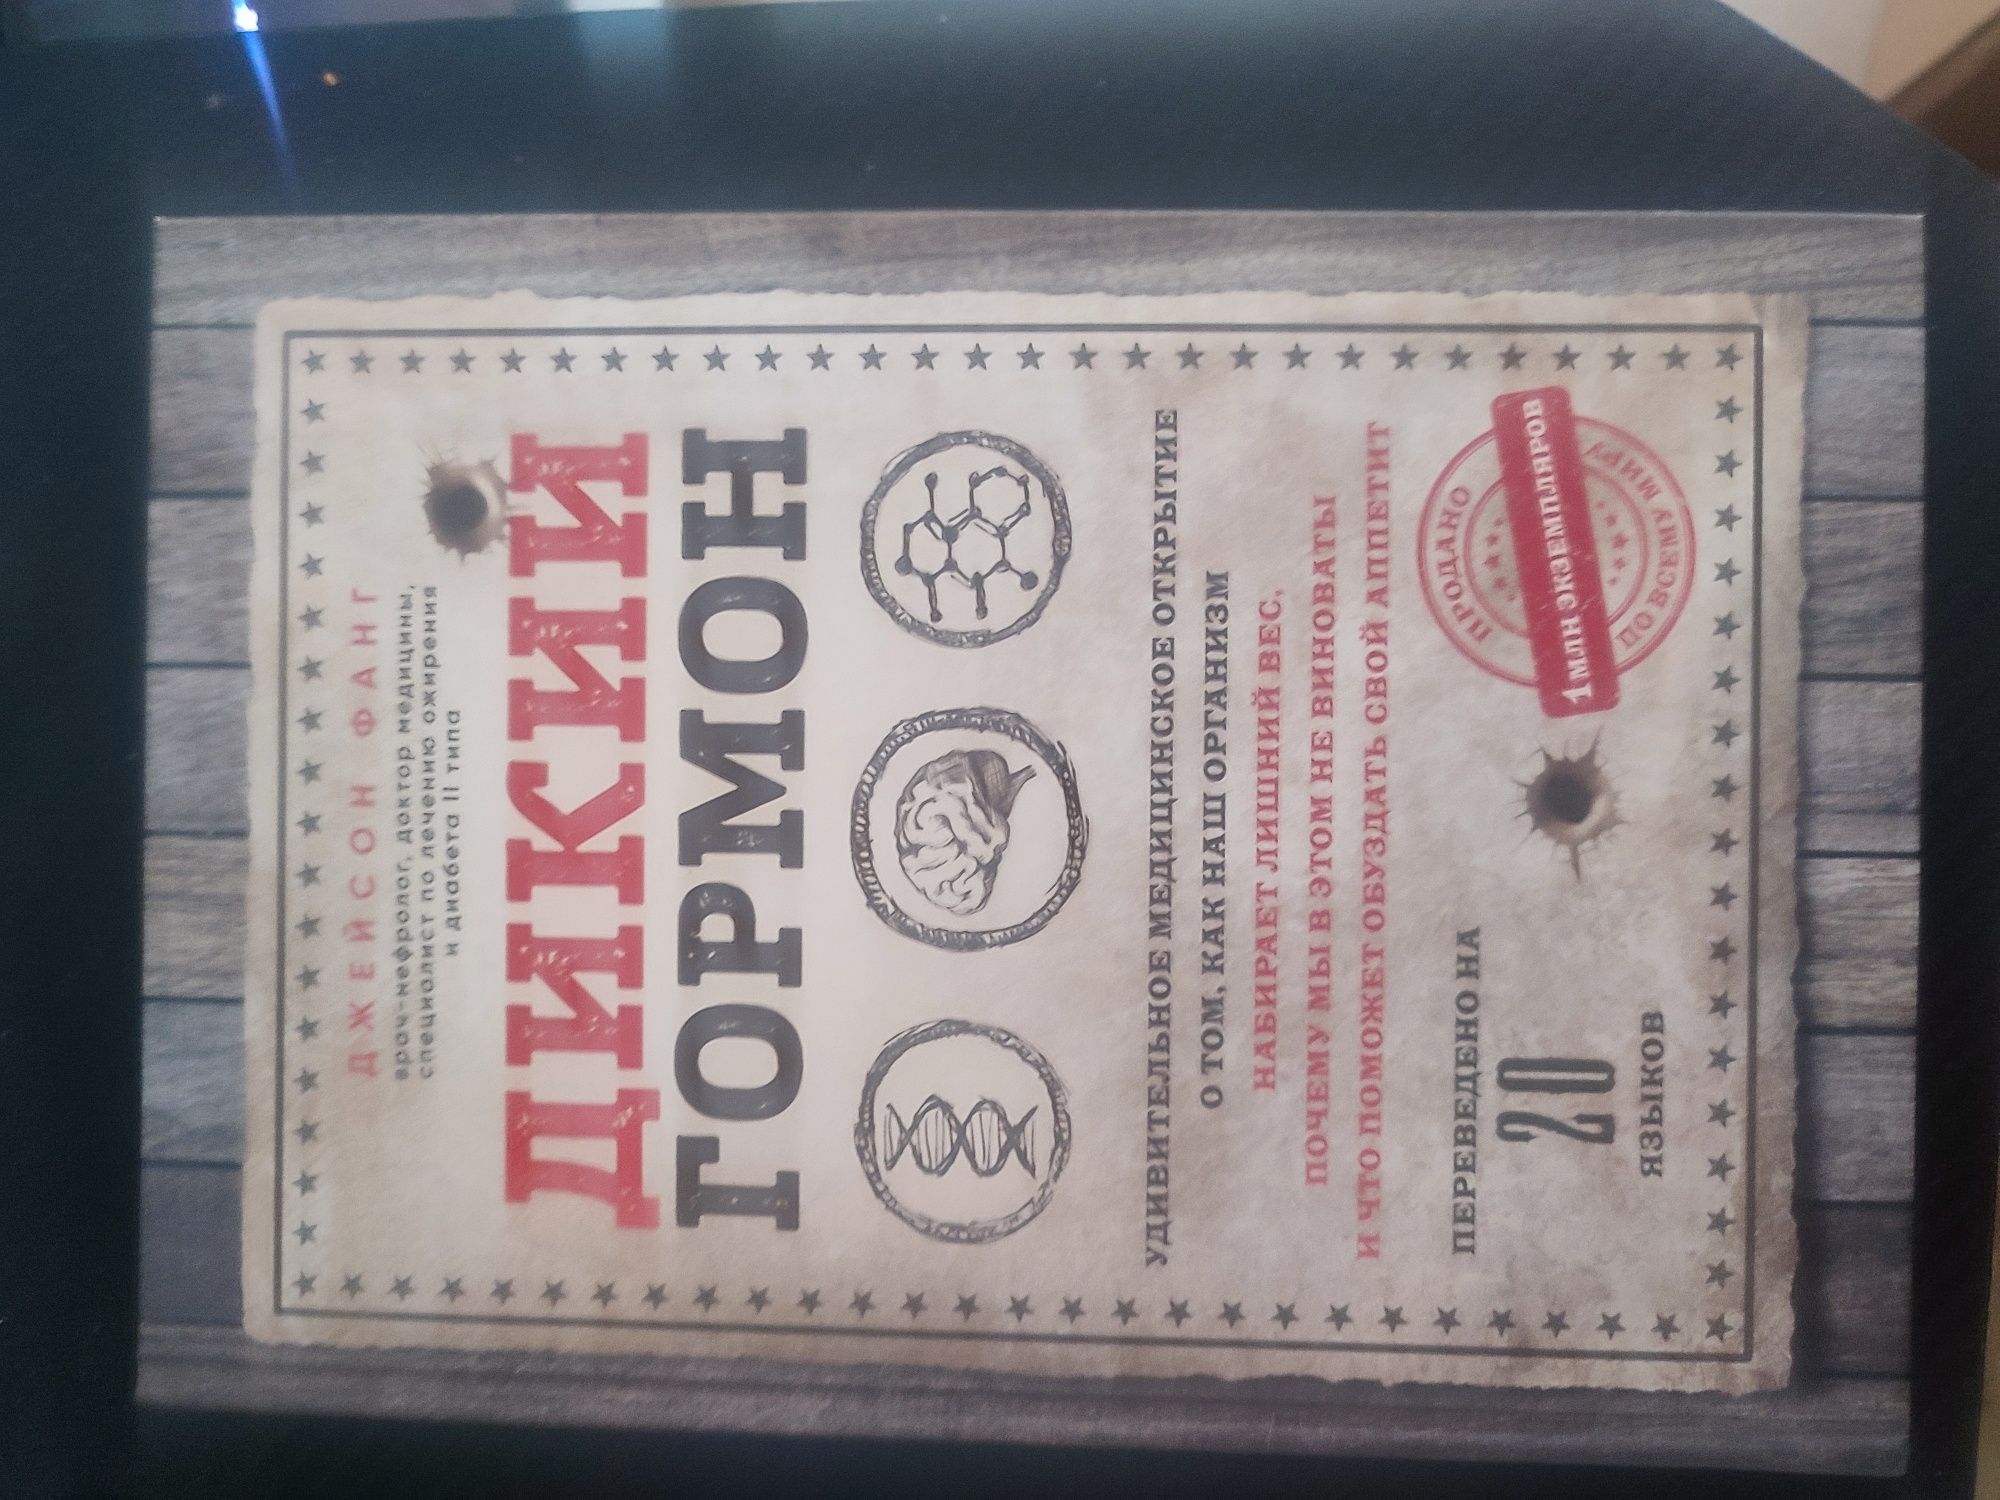 ДЖЕЙСОН ФАНГ
врач-нефролог, доктор медицины,
специалист по лечению ожирения
и диабета II типа
ДИКИЙ
ГОРМОН
УДИВИТЕЛЬНОЕ МЕДИЦИНСКОЕ ОТКРЫТИЕ
О ТОМ, КАК НАШ ОРГАНИЗМ
НАБИРАЕТ ЛИШНИЙ ВЕС,
ПОЧЕМУ МЫ В ЭТОМ НЕ ВИНОВАТЫ
И ЧТО ПОМОЖЕТ ОБУЗДАТЬ СВОЙ АППЕТИТ
ПЕРЕВЕДЕНО НА
20
ЯЗЫКОВ
ПРОДАНО
1 МЛН ЭКЗЕМПЛЯРОВ
ПО ВСЕМУ МИРУ